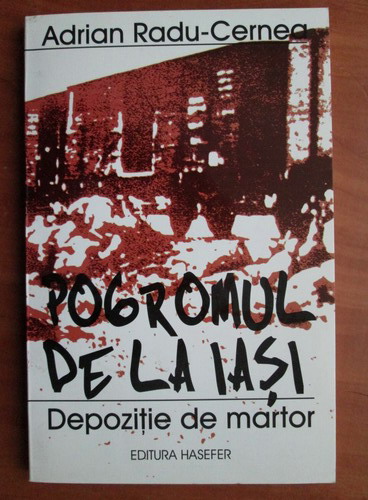 Adrian Radu-Cernea
POGROMUL
DE LA IAȘI
Depoziție de martor
EDITURA HASEFER